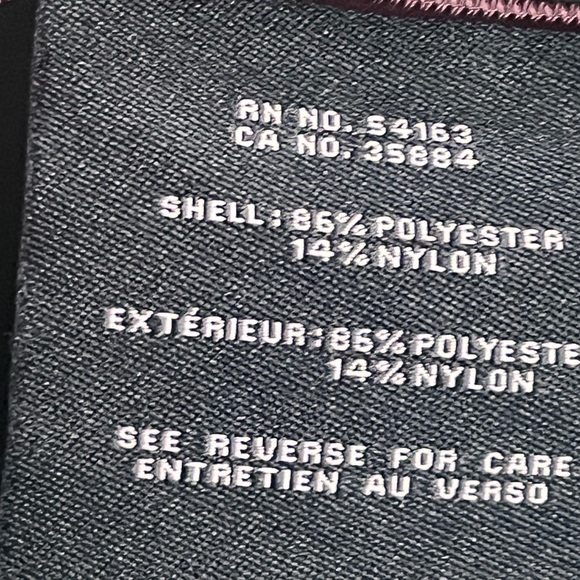 RN NO. 54163
CA NO. 35884
SHELL: 86% POLYESTER
14% NYLON
EXTÉRIEUR: 86% POLYESTE
14% NYLON
SEE REVERSE FOR CARE
ENTRETIEN AU VERSO